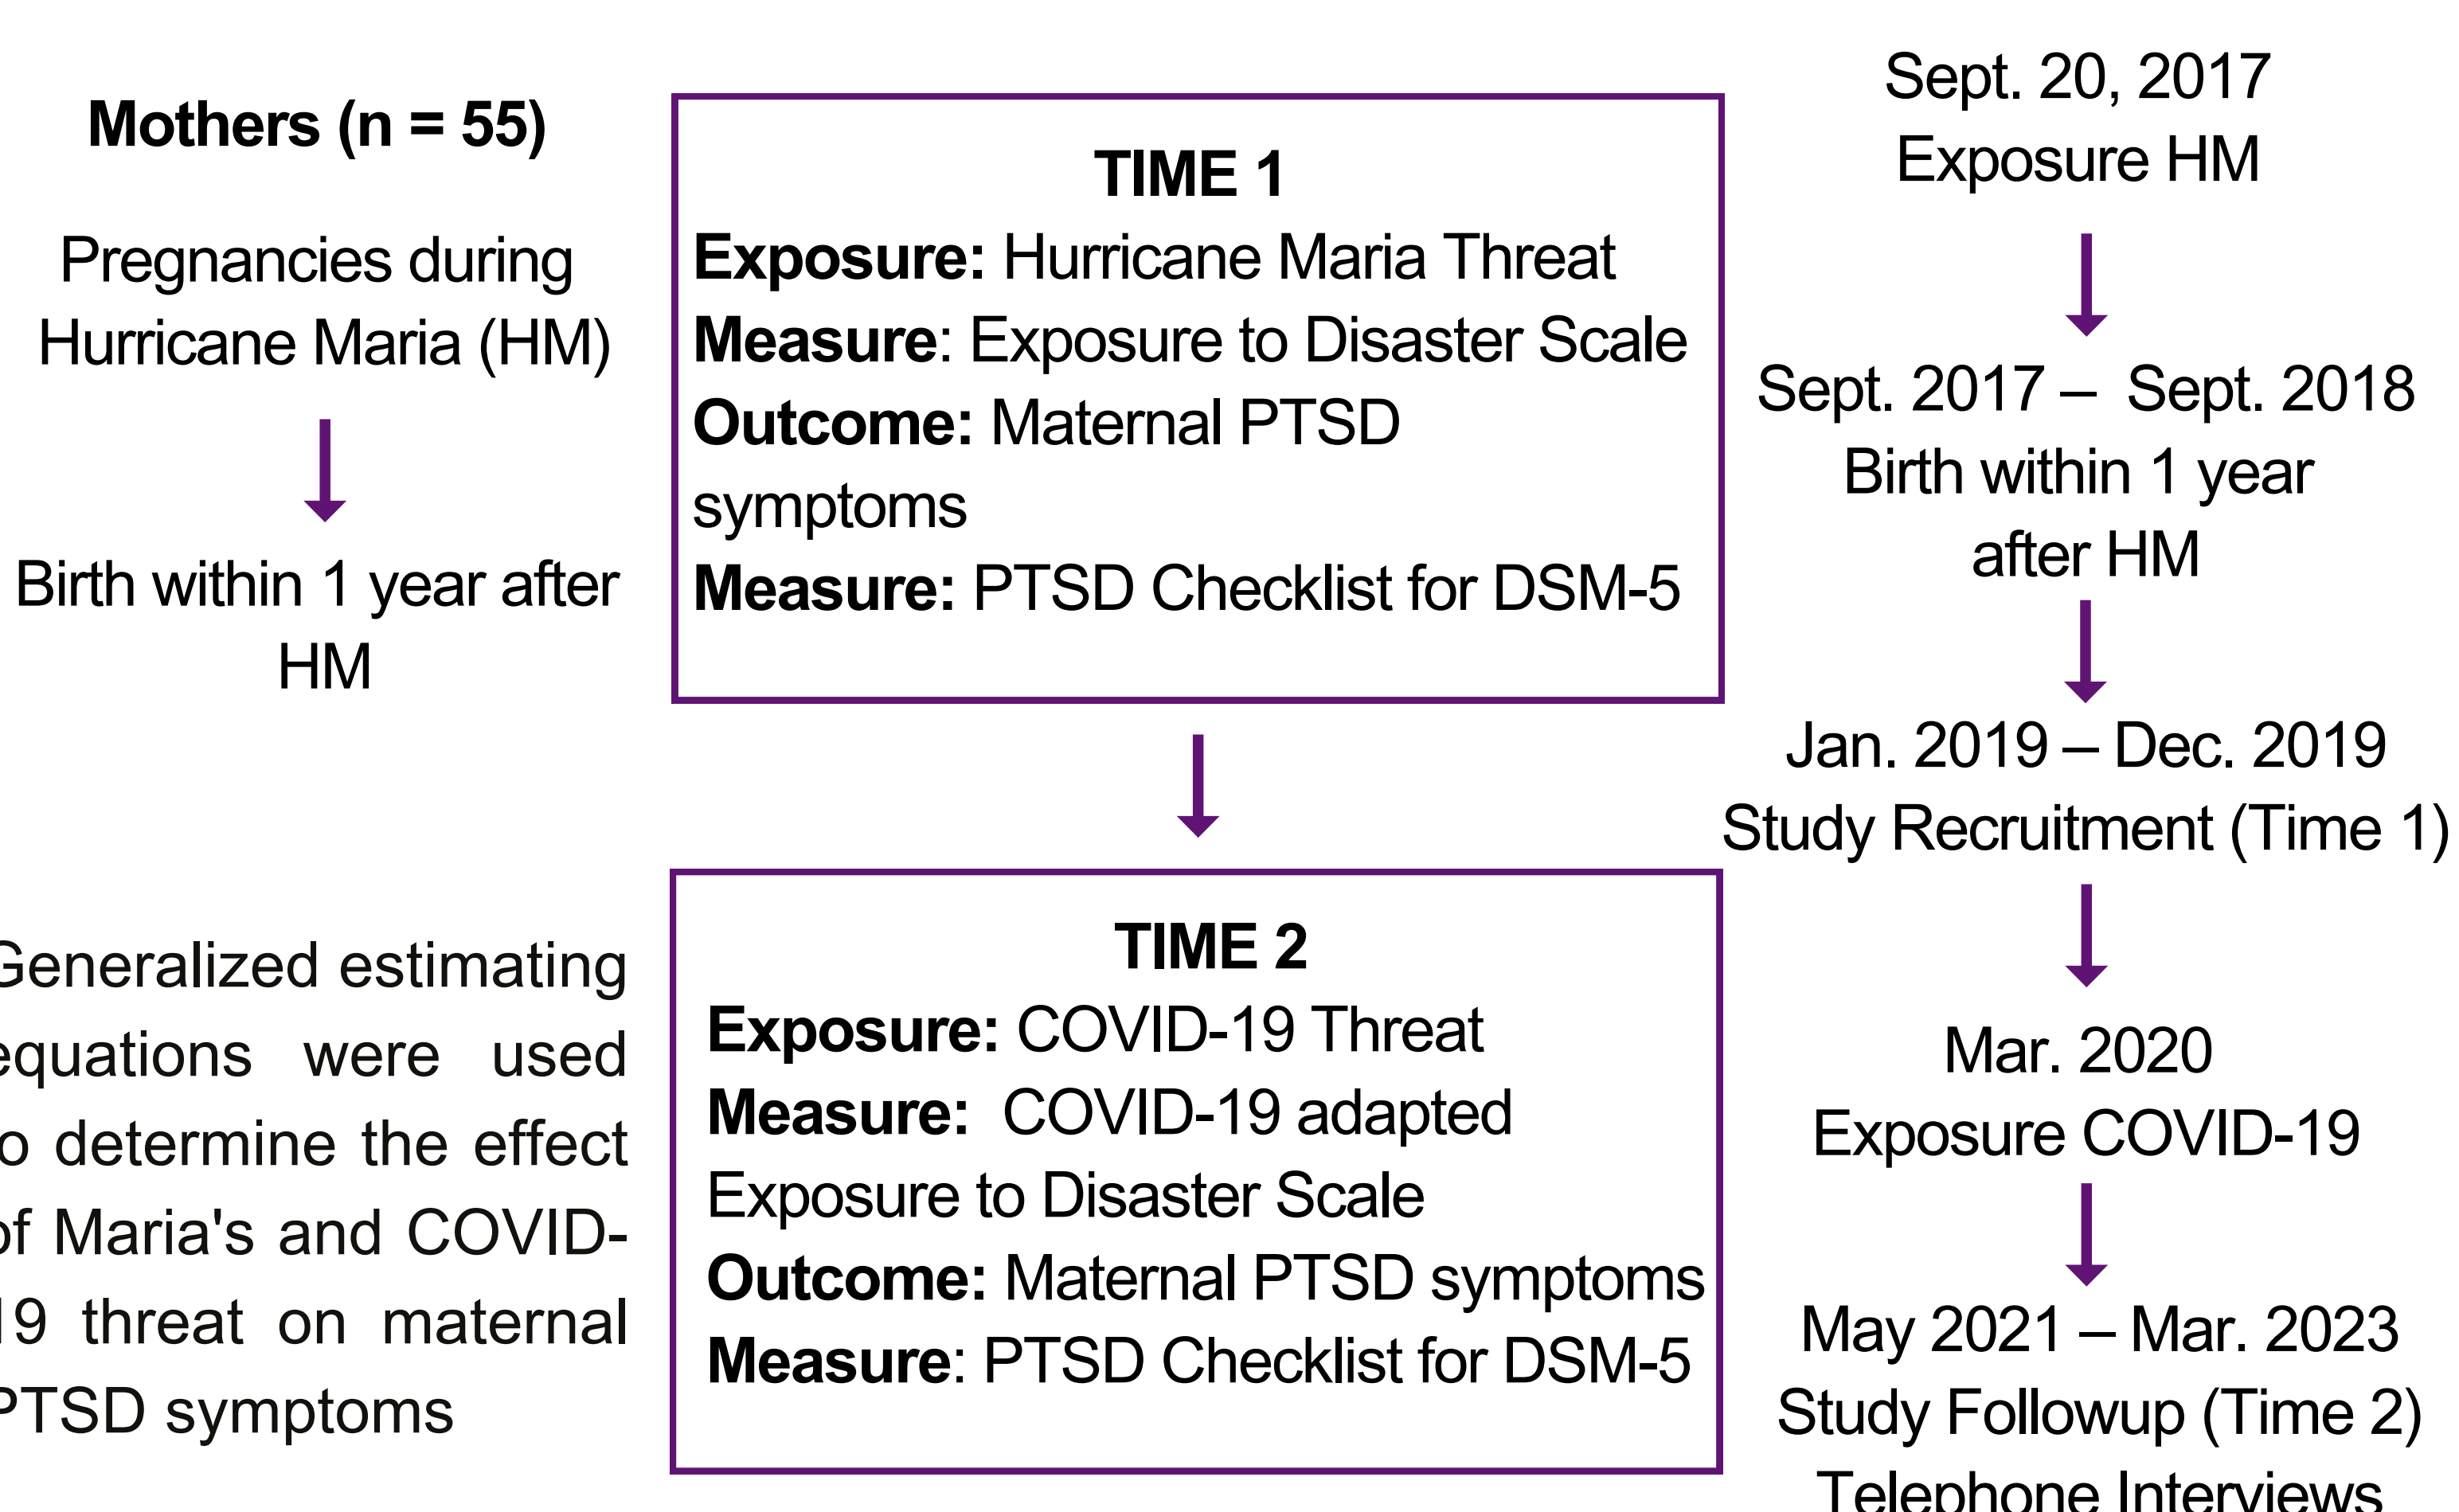 Mothers (n = 55)
Pregnancies during
Hurricane Maria (HM)
Birth within 1 year after
HM
Generalized estimating
equations were used
to determine the effect
of Maria's and COVID-
19 threat on maternal
PTSD symptoms
TIME 1
Exposure: Hurricane Maria Threat
Measure: Exposure to Disaster Scale
Outcome: Maternal PTSD
symptoms
Measure: PTSD Checklist for DSM-5
TIME 2
Exposure: COVID-19 Threat
Measure:  COVID-19 adapted
Exposure to Disaster Scale
Outcome: Maternal PTSD symptoms
Measure: PTSD Checklist for DSM-5
Sept. 20, 2017
Exposure HM
Sept. 2017 –  Sept. 2018
Birth within 1 year
after HM
Jan. 2019 – Dec. 2019
Study Recruitment (Time 1)
Mar. 2020
Exposure COVID-19
May 2021 – Mar. 2023
Study Followup (Time 2)
Telephone Interviews